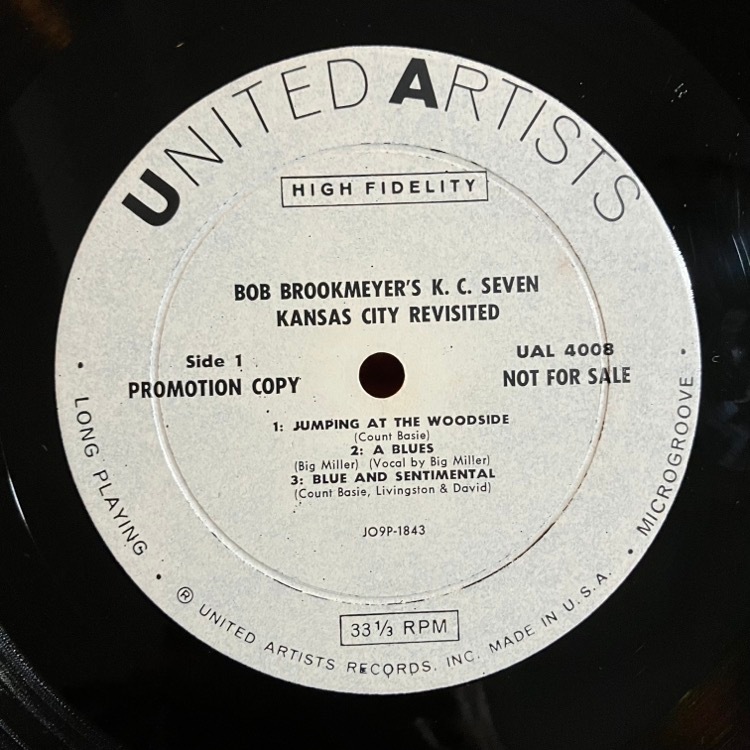 UNITED ARTISTS
HIGH FIDELITY
BOB BROOKMEYER'S K. C. SEVEN
KANSAS CITY REVISITED
Side 1
PROMOTION COPY
UAL 4008
NOT FOR SALE
1: JUMPING AT THE WOODSIDE
(Count Basie)
2: A BLUES
(Big Miller) (Vocal by Big Miller)
3: BLUE AND SENTIMENTAL
(Count Basie, Livingston & David)
JO9P-1843
33 1/3 RPM
• LONG PLAYING • ® UNITED ARTISTS RECORDS, INC. MADE IN U.S.A. • MICROGROOVE •